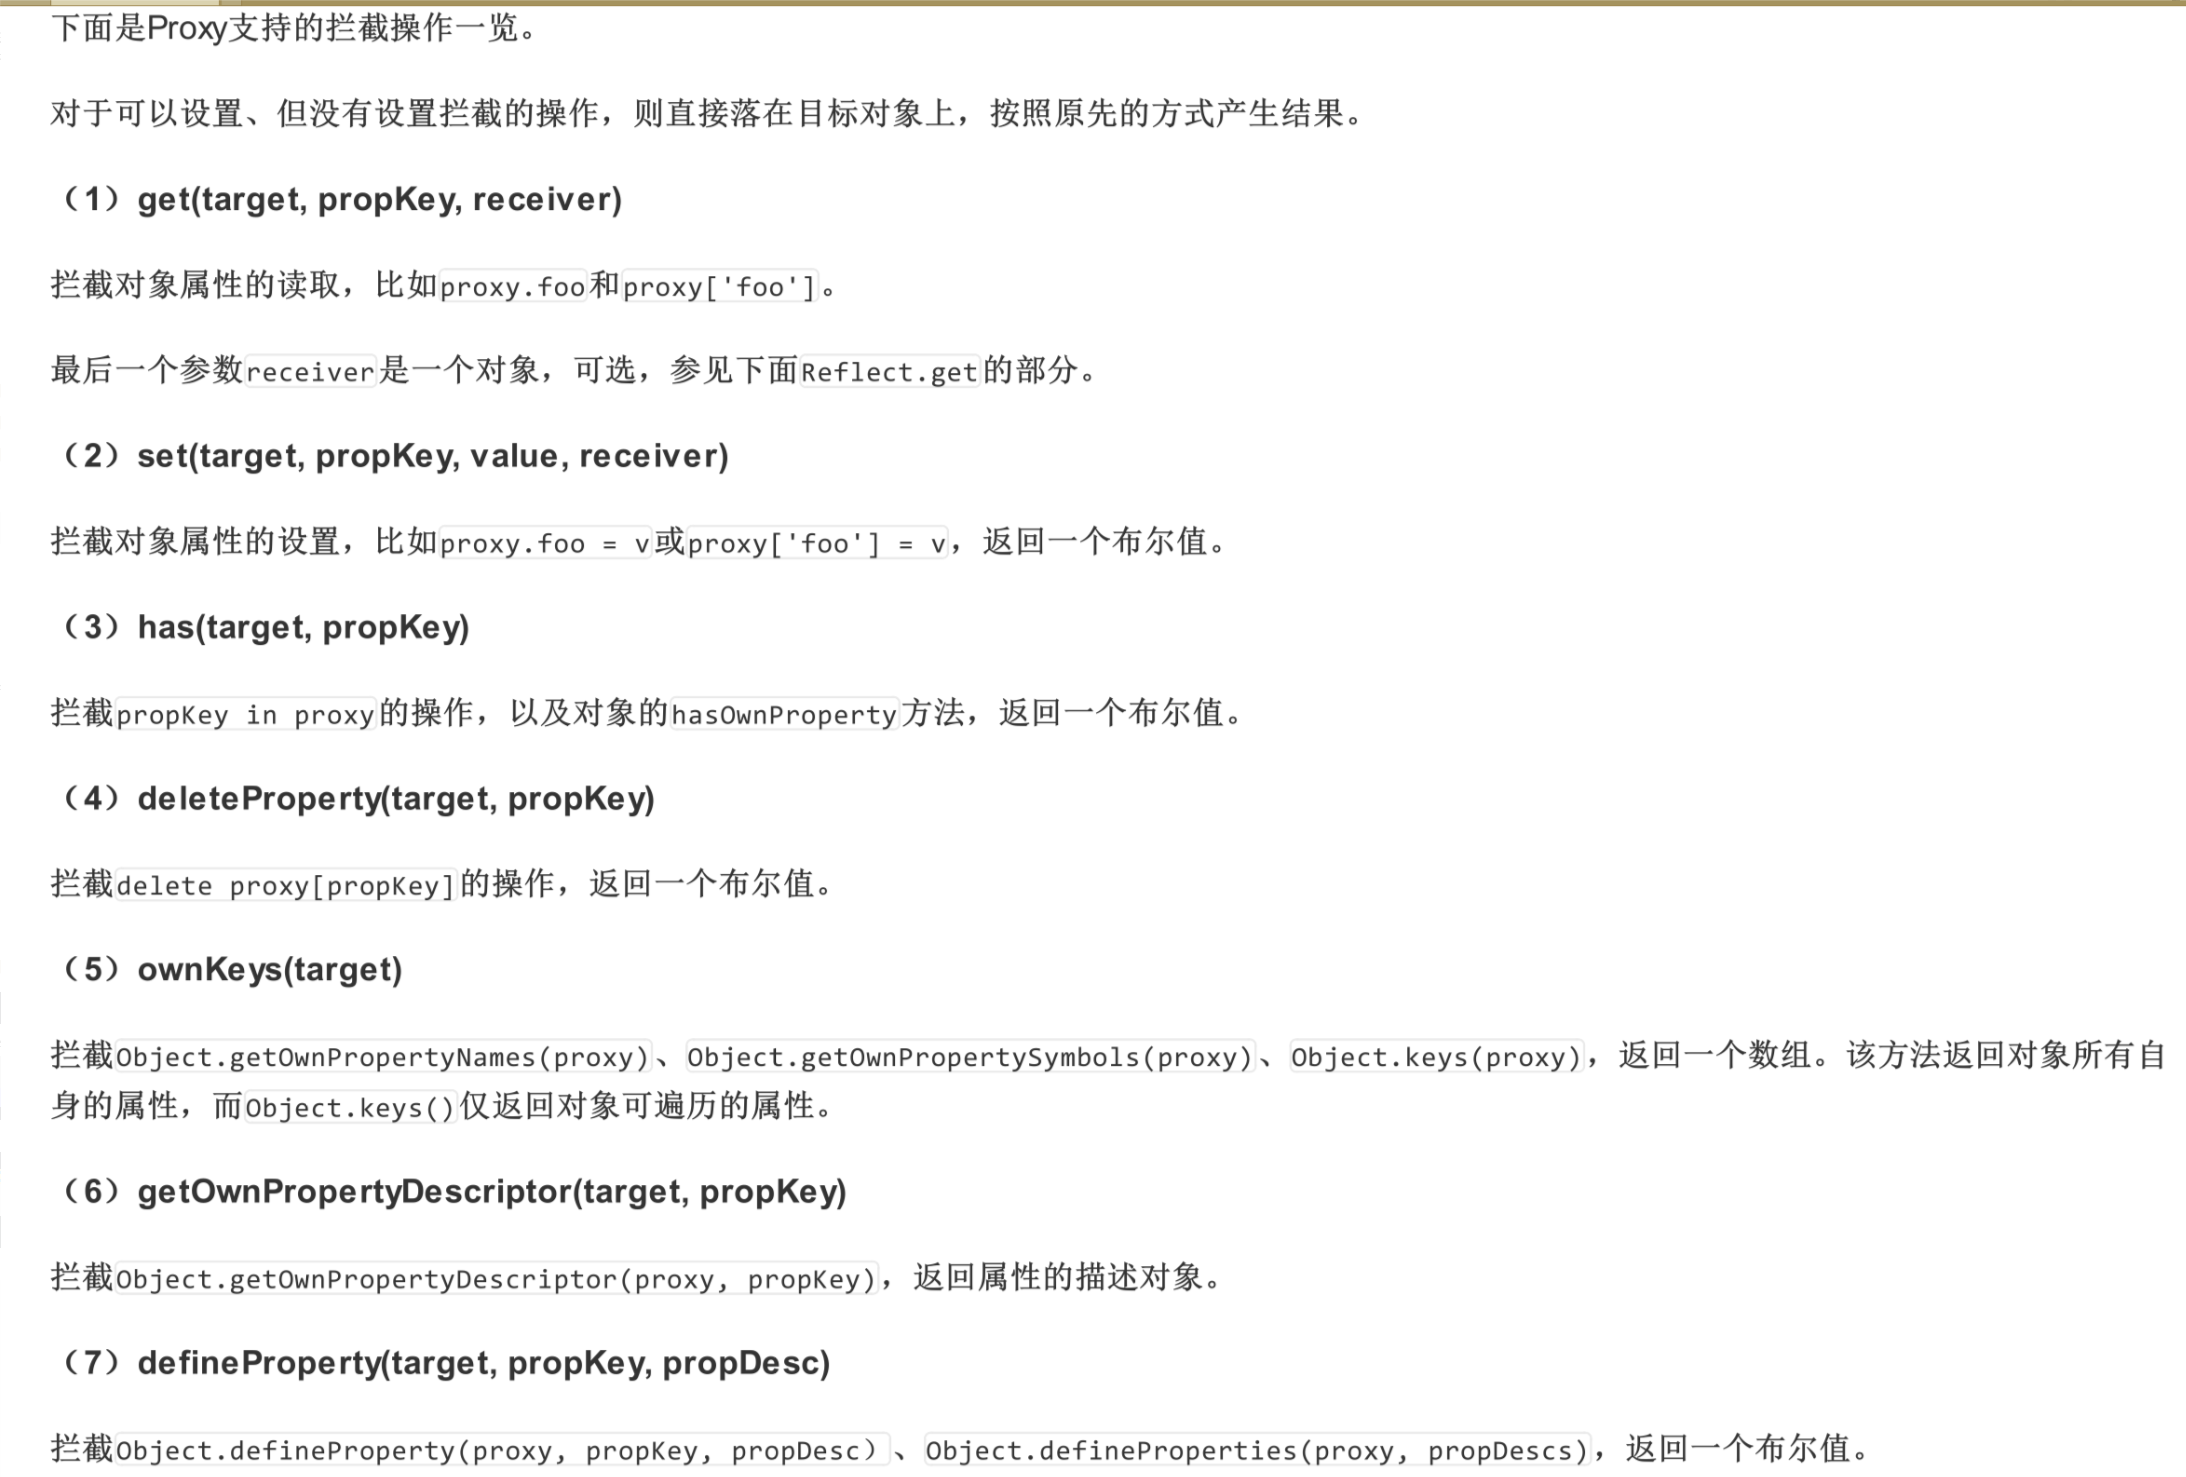 下面是Proxy支持的拦截操作一览。
对于可以设置、但没有设置拦截的操作，则直接落在目标对象上，按照原先的方式产生结果。
（1）get(target, propKey, receiver)
拦截对象属性的读取，比如proxy.foo和proxy['foo']。
最后一个参数receiver是一个对象，可选，参见下面Reflect.get的部分。
（2）set(target, propKey, value, receiver)
拦截对象属性的设置，比如proxy.foo = v或proxy['foo'] = v，返回一个布尔值。
（3）has(target, propKey)
拦截propKey in proxy的操作，以及对象的hasOwnProperty方法，返回一个布尔值。
（4）deleteProperty(target, propKey)
拦截delete proxy[propKey]的操作，返回一个布尔值。
（5）ownKeys(target)
拦截Object.getOwnPropertyNames(proxy)、Object.getOwnPropertySymbols(proxy)、Object.keys(proxy)，返回一个数组。该方法返回对象所有自
身的属性，而Object.keys()仅返回对象可遍历的属性。
（6）getOwnPropertyDescriptor(target, propKey)
拦截Object.getOwnPropertyDescriptor(proxy, propKey)，返回属性的描述对象。
（7）defineProperty(target, propKey, propDesc)
拦截Object.defineProperty(proxy, propKey, propDesc）、Object.defineProperties(proxy, propDescs)，返回一个布尔值。